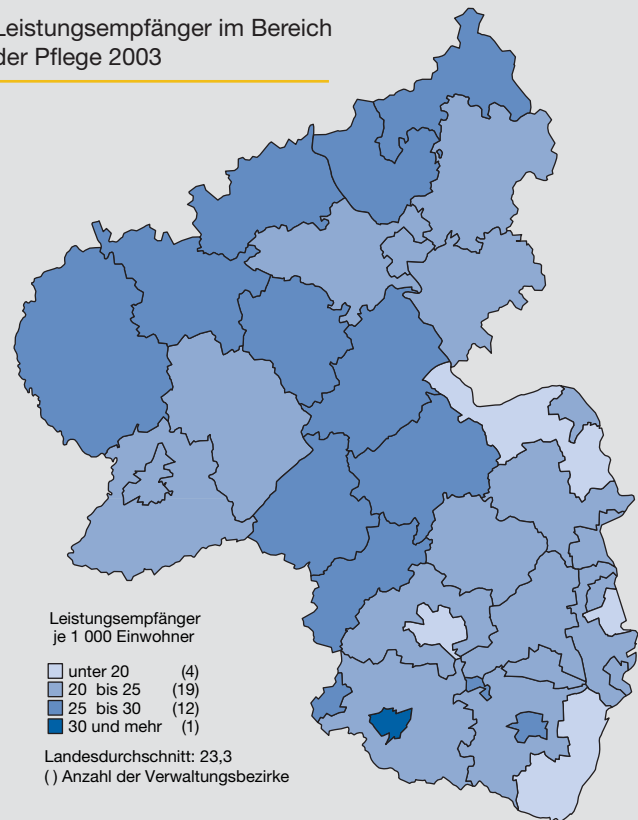 Leistungsempfänger im Bereich
der Pflege 2003
Leistungsempfänger
je 1 000 Einwohner
unter 20 (4)
20 bis 25 (19)
25 bis 30 (12)
30 und mehr (1)
Landesdurchschnitt: 23,3
( ) Anzahl der Verwaltungsbezirke